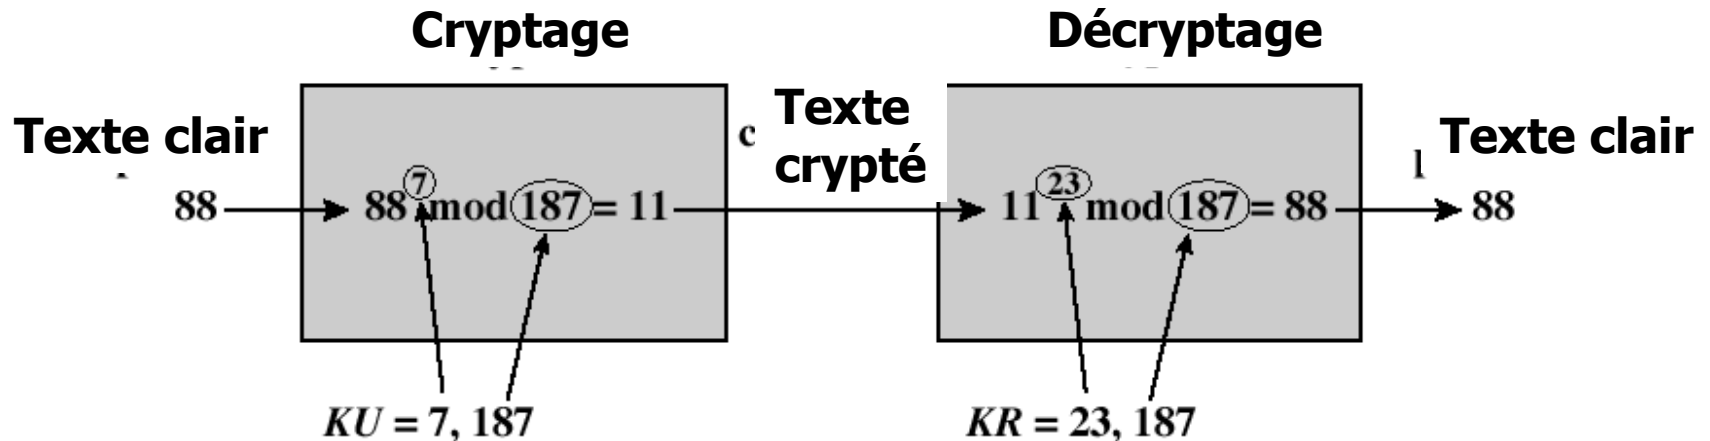 Cryptage
Décryptage
Texte clair
Texte
crypté
Texte clair
88
88^7 mod 187 = 11
11^23 mod 187 = 88
88
KU = 7, 187
KR = 23, 187